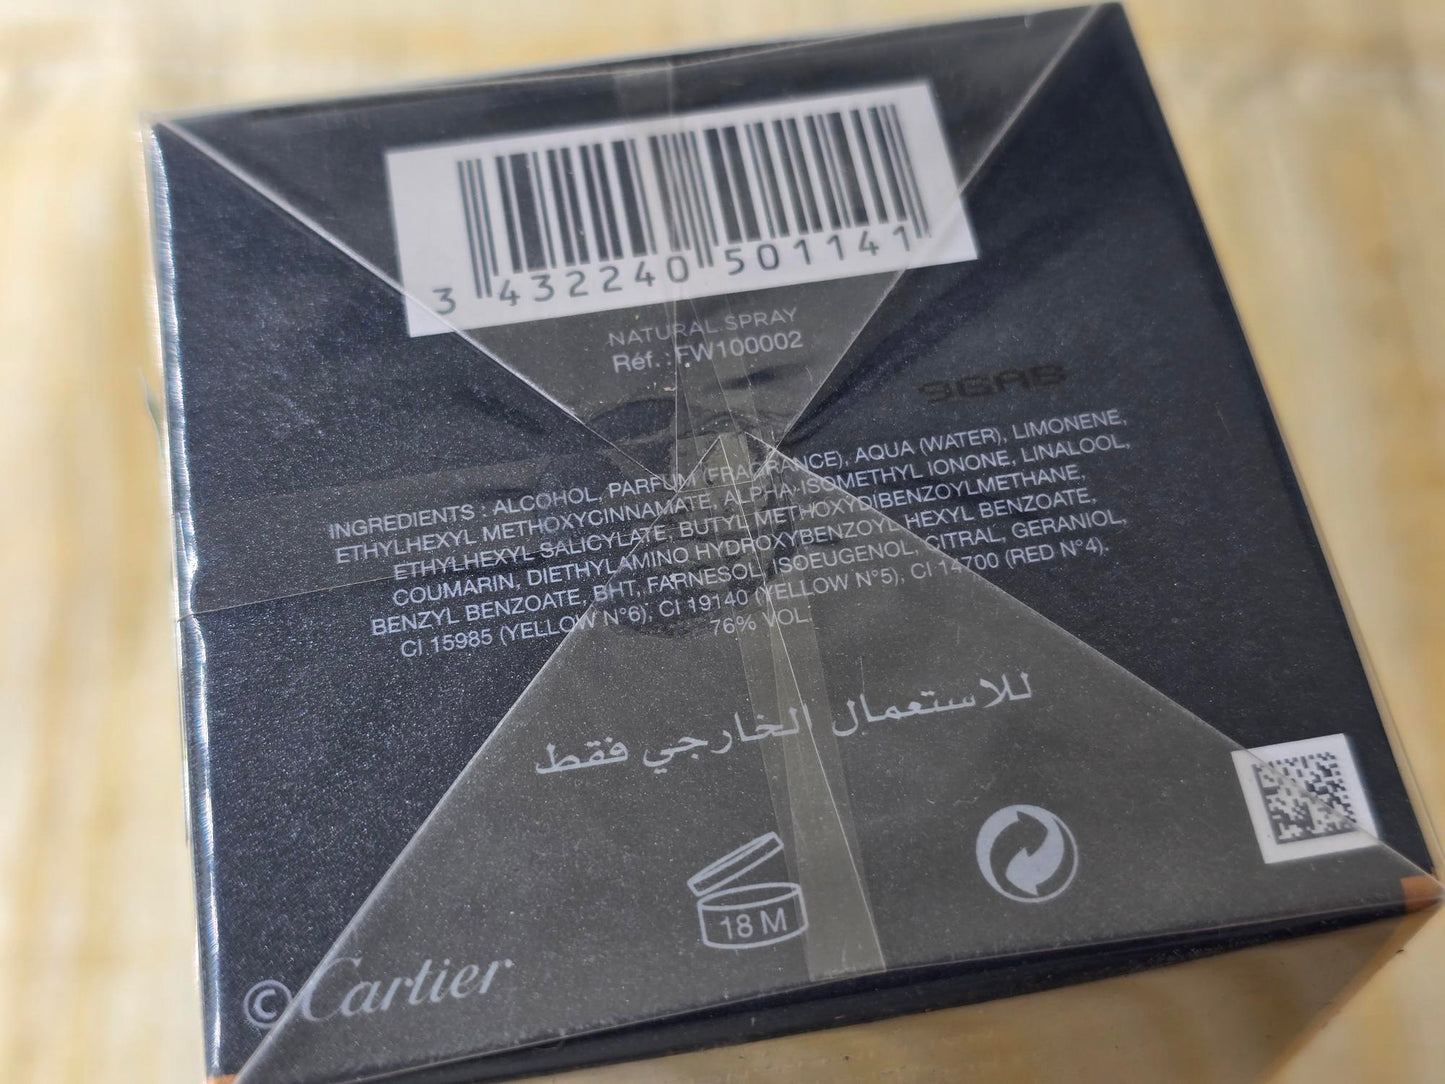 3 432240 501141
NATURAL SPRAY
Réf. : FW100002
INGREDIENTS : ALCOHOL, PARFUM (FRAGRANCE), AQUA (WATER), LIMONENE,
ETHYLHEXYL METHOXYCINNAMATE, ALPHA-ISOMETHYL IONONE, LINALOOL,
ETHYLHEXYL SALICYLATE, BUTYL METHOXYDIBENZOYLMETHANE,
COUMARIN, DIETHYLAMINO HYDROXYBENZOYL HEXYL BENZOATE,
BENZYL BENZOATE, BHT, FARNESOL, ISOEUGENOL, CITRAL, GERANIOL,
CI 15985 (YELLOW N°6), CI 19140 (YELLOW N°5), CI 14700 (RED N°4).
76% VOL.
للاستعمال الخارجي فقط
18 M
© Cartier